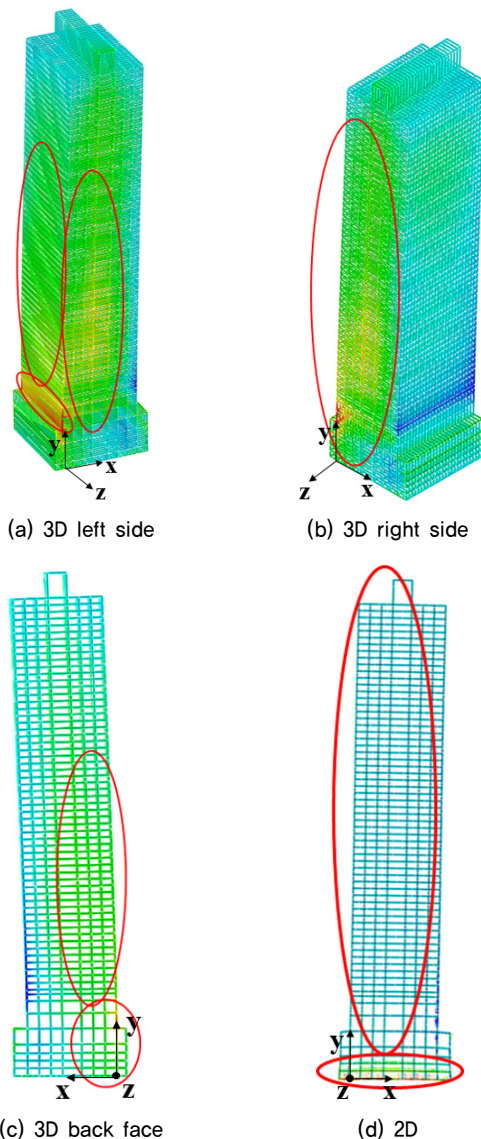 y
x
z
y
z
x
(a) 3D left side
(b) 3D right side
y
x
z
y
z
x
(c) 3D back face
(d) 2D